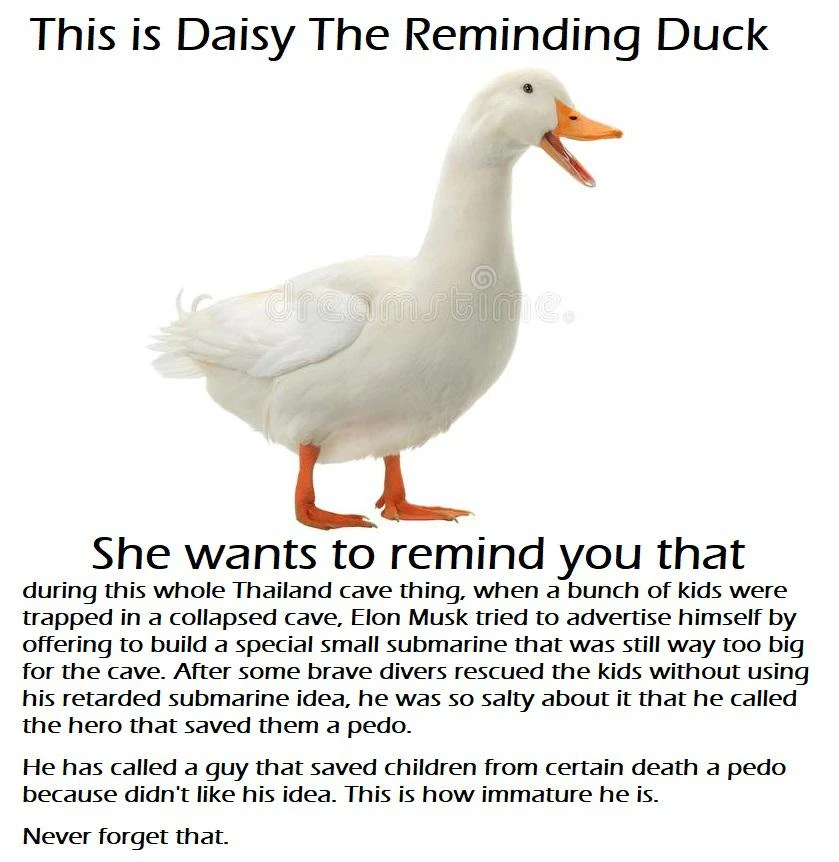 This is Daisy The Reminding Duck
dreamstime.
She wants to remind you that
during this whole Thailand cave thing, when a bunch of kids were
trapped in a collapsed cave, Elon Musk tried to advertise himself by
offering to build a special small submarine that was still way too big
for the cave. After some brave divers rescued the kids without using
his retarded submarine idea, he was so salty about it that he called
the hero that saved them a pedo.
He has called a guy that saved children from certain death a pedo
because didn't like his idea. This is how immature he is.
Never forget that.